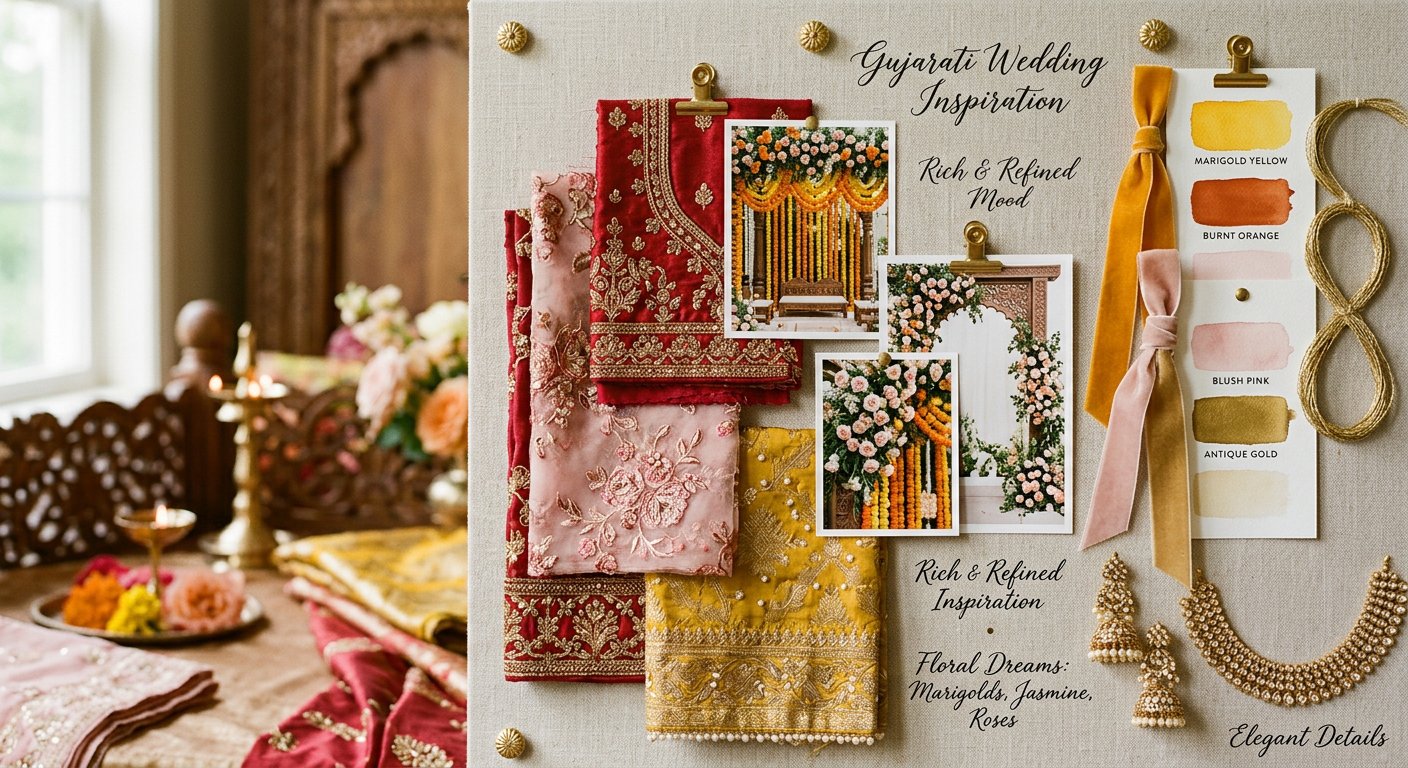 Gujarati Wedding
Inspiration
Rich & Refined
Mood
MARIGOLD YELLOW
BURNT ORANGE
BLUSH PINK
ANTIQUE GOLD
Rich & Refined
Inspiration
Floral Dreams:
Marigolds, Jasmine,
Roses
Elegant Details